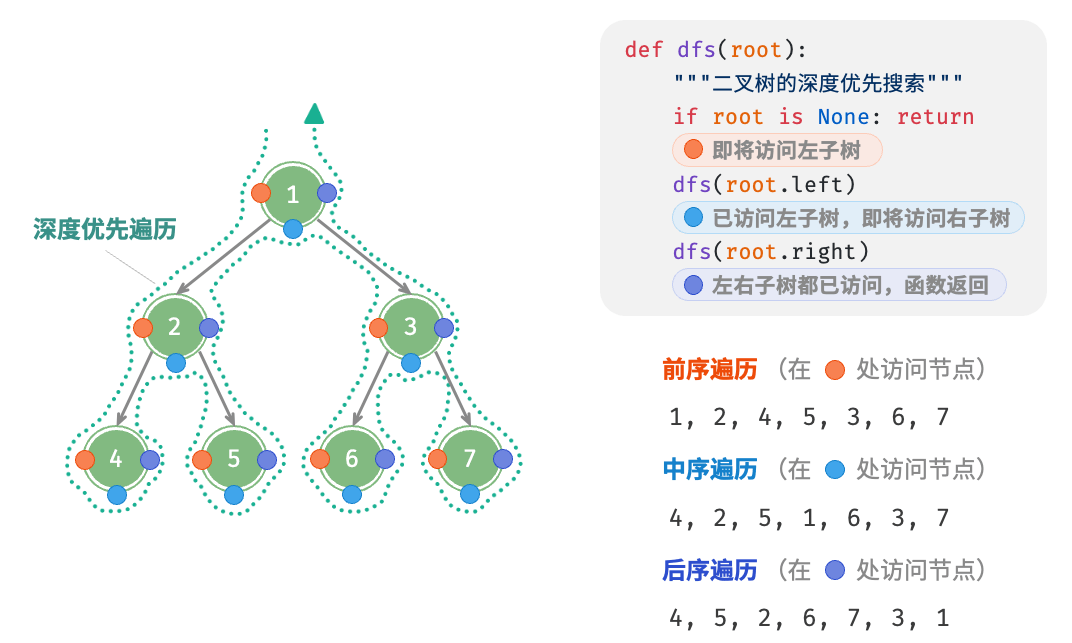 深度优先遍历
1
2
3
4
5
6
7
def dfs(root):
"""二叉树的深度优先搜索"""
if root is None: return
即将访问左子树
dfs(root.left)
已访问左子树，即将访问右子树
dfs(root.right)
左右子树都已访问，函数返回
前序遍历 （在 处访问节点）
1, 2, 4, 5, 3, 6, 7
中序遍历 （在 处访问节点）
4, 2, 5, 1, 6, 3, 7
后序遍历 （在 处访问节点）
4, 5, 2, 6, 7, 3, 1